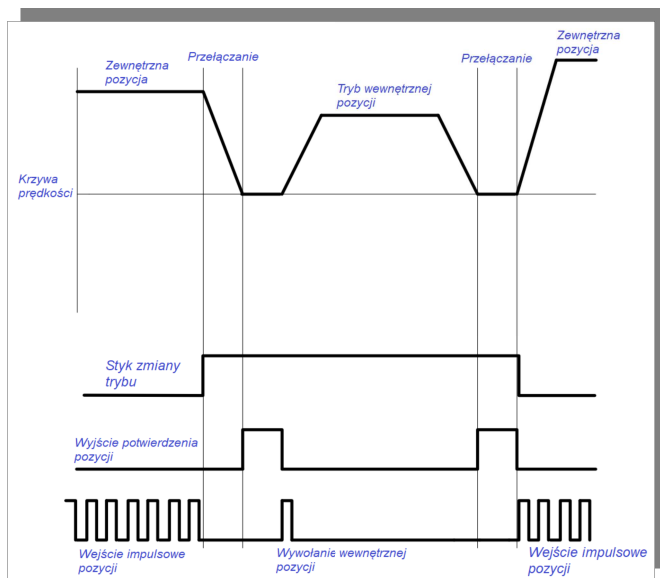 Zewnętrzna
pozycja
Przełączanie
Zewnętrzna
pozycja
Przełączanie
Tryb wewnętrznej
pozycji
Krzywa
prędkości
Styk zmiany
trybu
Wyjście potwierdzenia
pozycji
Wejście impulsowe
pozycji
Wywołanie wewnętrznej
pozycji
Wejście impulsowe
pozycji